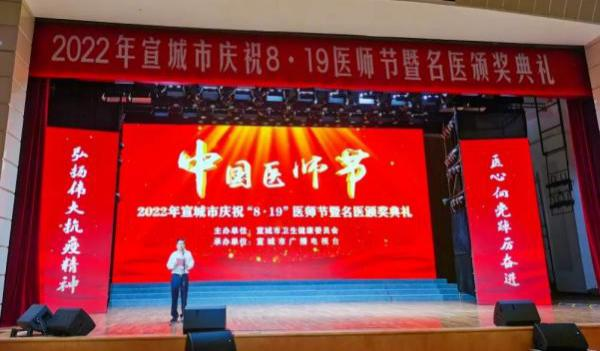 2022年宣城市庆祝8·19医师节暨名医颁奖典礼
弘扬伟大抗疫精神
中国医师节
2022年宣城市庆祝“8·19”医师节暨名医颁奖典礼
主办单位：宣城市卫生健康委员会
承办单位：宣城市广播电视台
医心向党踔厉奋进